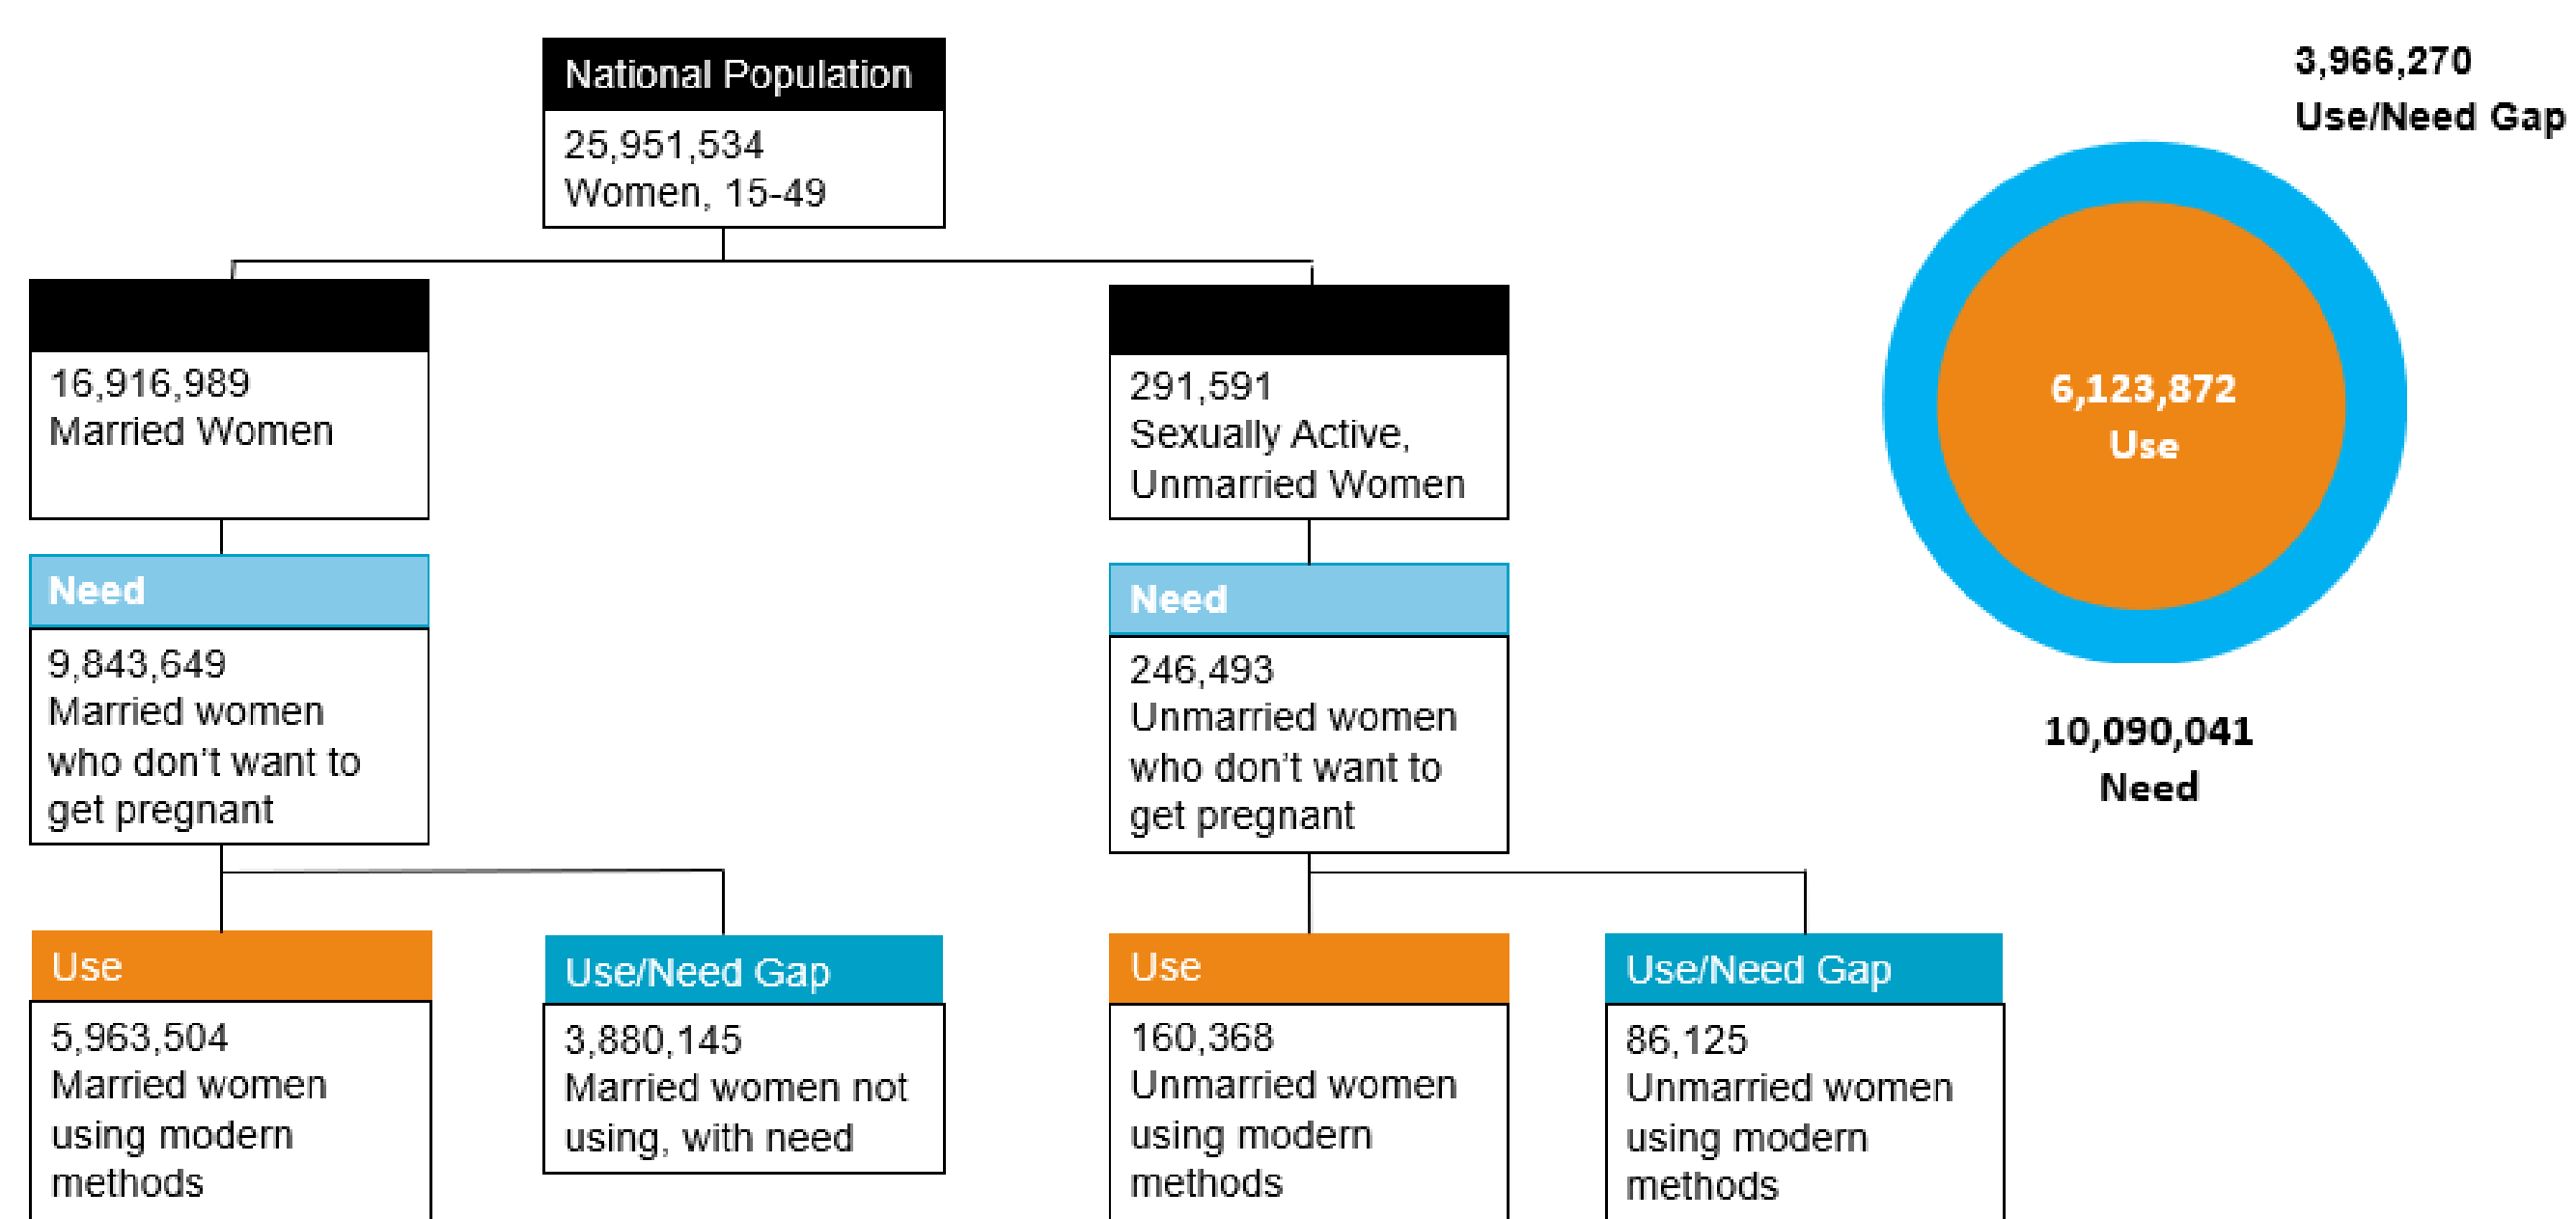 National Population
25,951,534
Women, 15-49
16,916,989
Married Women
291,591
Sexually Active,
Unmarried Women
Need
9,843,649
Married women
who don't want to
get pregnant
Need
246,493
Unmarried women
who don't want to
get pregnant
Use
5,963,504
Married women
using modern
methods
Use/Need Gap
3,880,145
Married women not
using, with need
Use
160,368
Unmarried women
using modern
methods
Use/Need Gap
86,125
Unmarried women
using modern
methods
3,966,270
Use/Need Gap
6,123,872
Use
10,090,041
Need